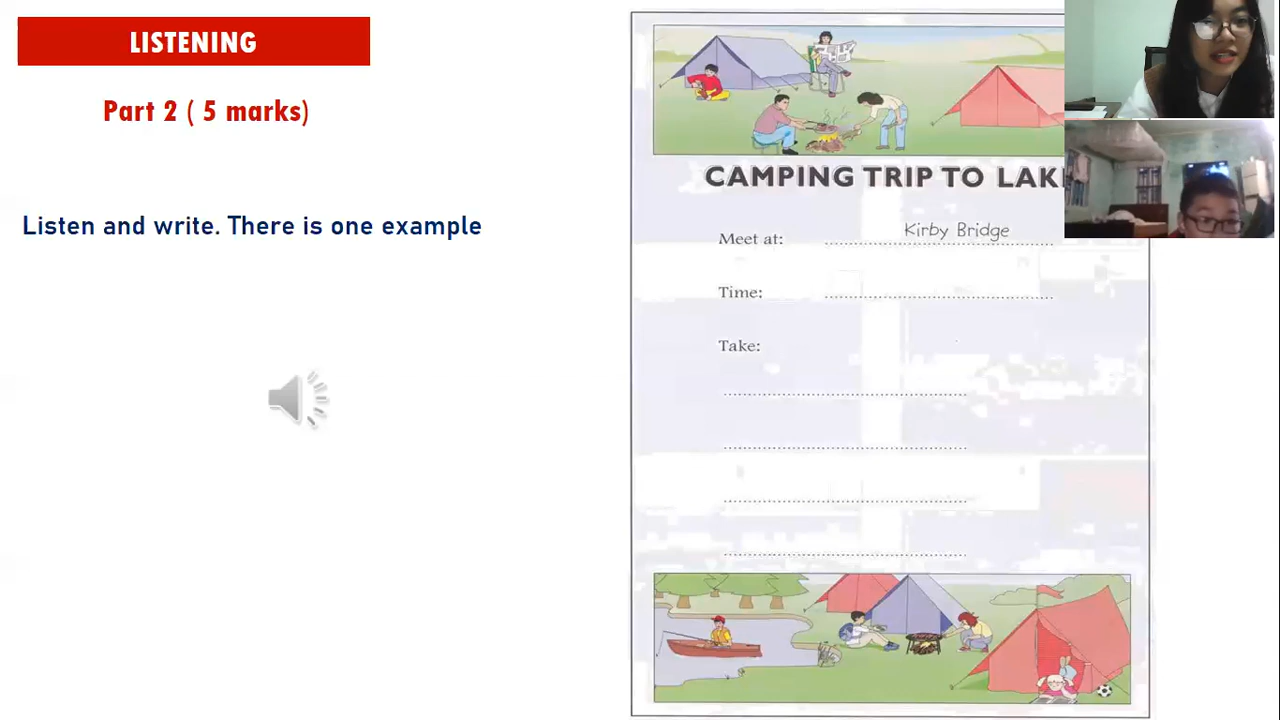 LISTENING
Part 2 ( 5 marks)
Listen and write. There is one example
CAMPING TRIP TO
Meet at: Kirby Bridge
Time:
Take: